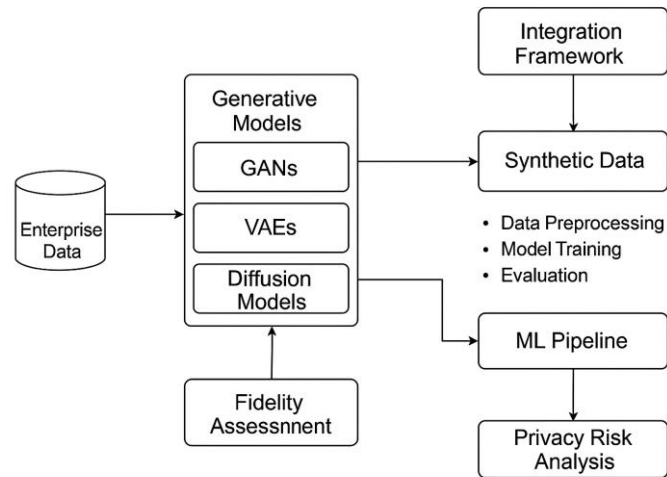 Enterprise
Data
Generative
Models
GANs
VAEs
Diffusion
Models
Fidelity
Assessnnent
Integration
Framework
Synthetic Data
• Data Preprocessing
• Model Training
• Evaluation
ML Pipeline
Privacy Risk
Analysis